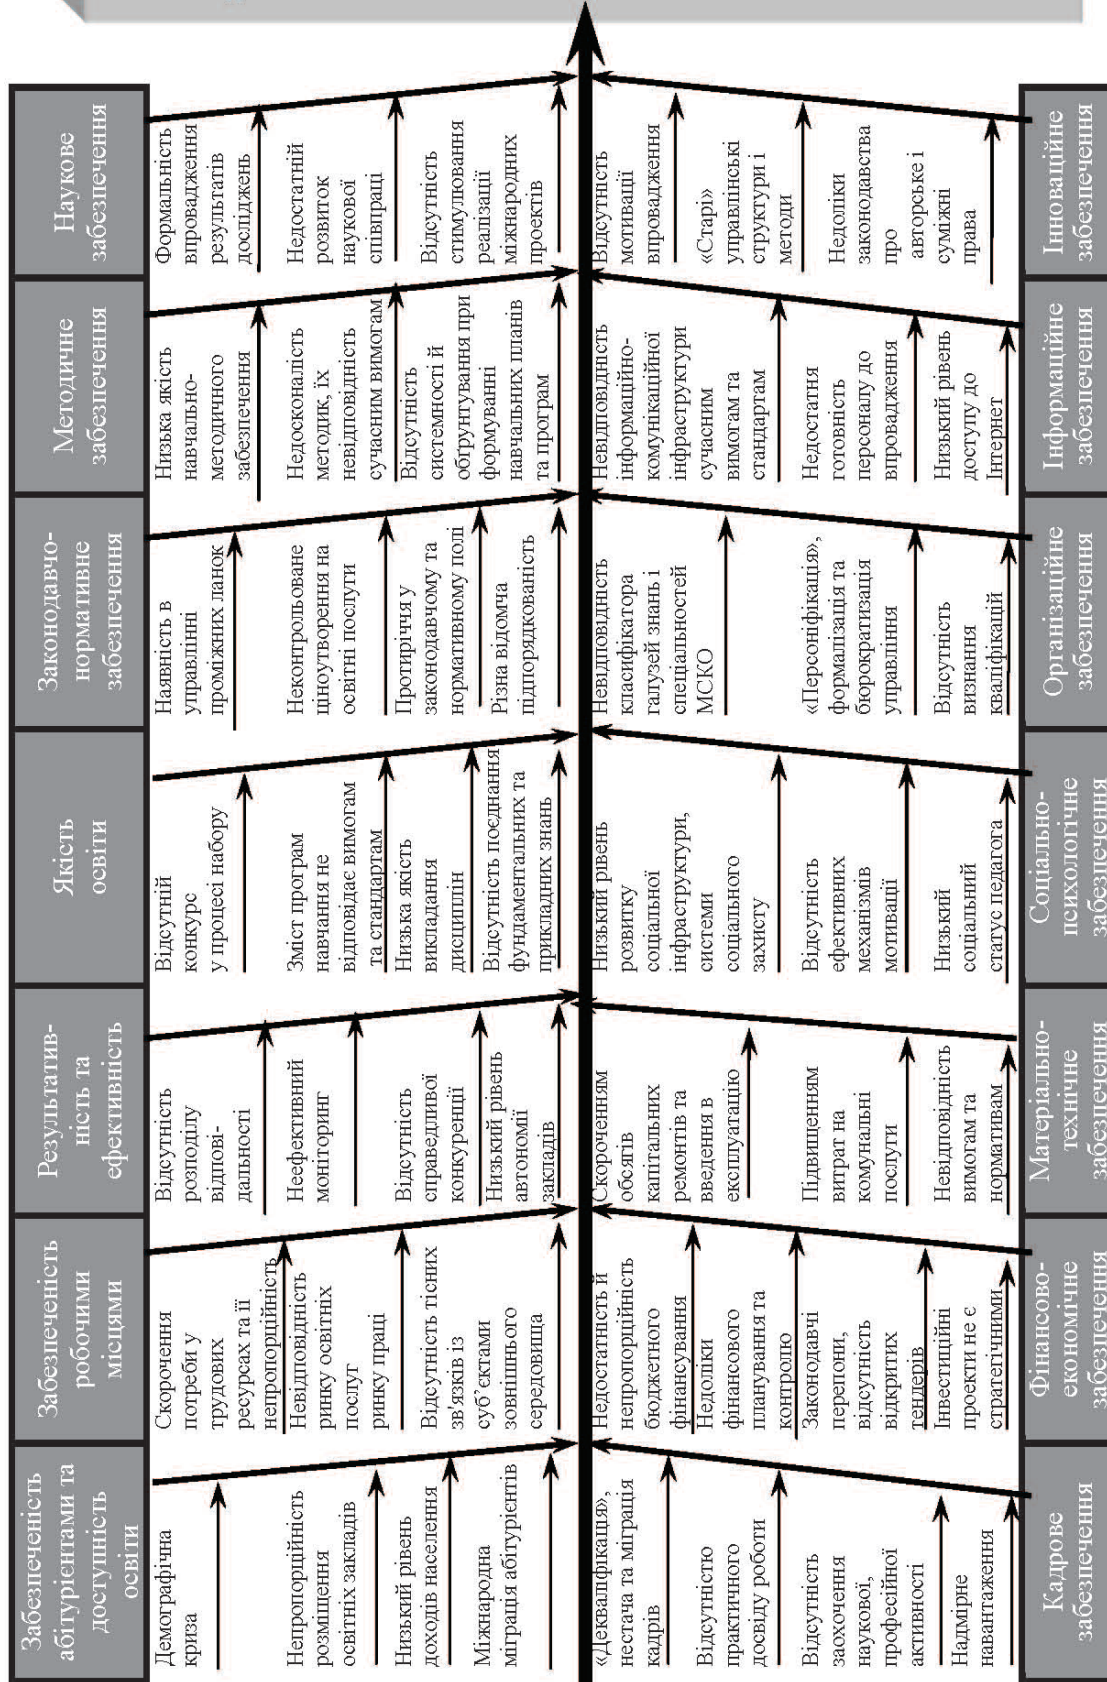 Забезпеченість
абітурієнтами та
доступність
освіти
Забезпеченість
робочими
місцями
Результатив-
ність та
ефективність
Якість
освіти
Законодавчо-
нормативне
забезпечення
Методичне
забезпечення
Наукове
забезпечення
Демографічна
криза
Непропорційність
розміщення
освітніх закладів
Низький рівень
доходів населення
Міжнародна
міграція абітурієнтів
Скорочення
потреби у
трудових
ресурсах та її
непропорційність
Невідповідність
ринку освітніх
послуг
ринку праці
Відсутність тісних
зв'язків із
суб’єктами
зовнішнього
середовища
Відсутність
розподілу
відпові-
дальності
Неефективний
моніторинг
Відсутність
справедливої
конкуренції
Низький рівень
автономії
закладів
Відсутній
конкурс
у процесі набору
Зміст програм
навчання не
відповідає вимогам
та стандартам
Низька якість
викладання
дисциплін
Відсутність поєднання
фундаментальних та
прикладних знань
Наявність в
управлінні
проміжних ланок
Неконтрольоване
ціноутворення на
освітні послуги
Протиріччя у
законодавчому та
нормативному полі
Різна відомча
підпорядкованість
Низька якість
навчально-
методичного
забезпечення
Недосконалість
методик, їх
невідповідність
сучасним вимогам
Відсутність
системності й
обґрунтування при
формуванні
навчальних планів
та програм
Формальність
впровадження
результатів
досліджень
Недостатній
розвиток
наукової
співпраці
Відсутність
стимулювання
реалізації
міжнародних
проектів
«Декваліфікація»,
нестача та міграція
кадрів
Відсутністю
практичного
досвіду роботи
Відсутність
заохочення
наукової,
професійної
активності
Надмірне
навантаження
Недостатність й
непропорційність
бюджетного
фінансування
Недоліки
фінансового
планування та
контролю
Законодавчі
перепони,
відсутність
відкритих
тендерів
Інвестиційні
проекти не є
стратегічними
Скороченням
обсягів
капітальних
ремонтів та
введення в
експлуатацію
Підвищенням
витрат на
комунальні
послуги
Невідповідність
вимогам та
нормативам
Низький рівень
розвитку
соціальної
інфраструктури,
системи
соціального
захисту
Відсутність
ефективних
механізмів
мотивації
Низький
соціальний
статус педагога
Невідповідність
класифікатора
галузей знань і
спеціальностей
МСКО
«Персоніфікація»,
формалізація та
бюрократизація
управління
Відсутність
визнання
кваліфікацій
Невідповідність
інформаційно-
комунікаційної
інфраструктури
сучасним
вимогам та
стандартам
Недостатня
готовність
персоналу до
впровадження
Низький рівень
доступу до
Інтернет
Відсутність
мотивації
впровадження
«Старі»
управлінські
структури і
методи
Недоліки
законодавства
про
авторське і
суміжні
права
Кадрове
забезпечення
Фінансово-
економічне
забезпечення
Матеріально-
технічне
забезпечення
Соціально-
психологічне
забезпечення
Організаційне
забезпечення
Інформаційне
забезпечення
Інноваційне
забезпечення